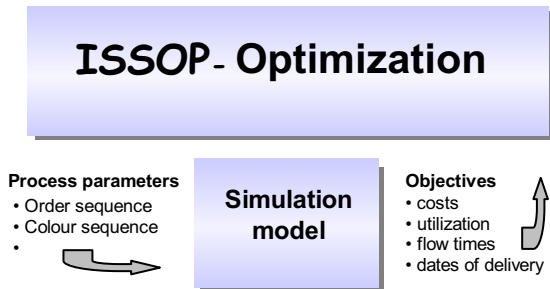 ISSOP- Optimization
Process parameters
• Order sequence
• Colour sequence
•
Simulation
model
Objectives
• costs
• utilization
• flow times
• dates of delivery